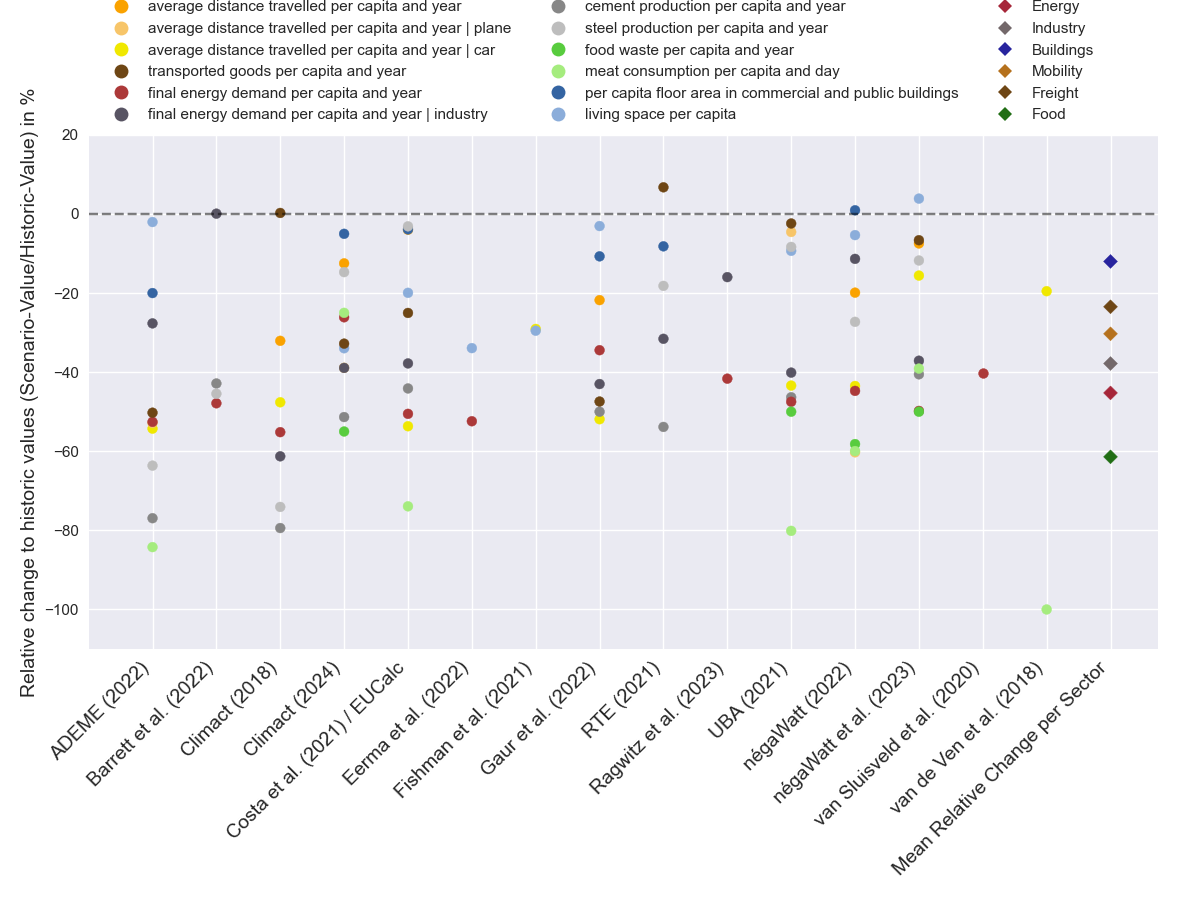 average distance travelled per capita and year
average distance travelled per capita and year | plane
average distance travelled per capita and year | car
transported goods per capita and year
final energy demand per capita and year
final energy demand per capita and year | industry
cement production per capita and year
steel production per capita and year
food waste per capita and year
meat consumption per capita and day
per capita floor area in commercial and public buildings
living space per capita
Energy
Industry
Buildings
Mobility
Freight
Food
Relative change to historic values (Scenario-Value/Historic-Value) in %
20
0
−20
−40
−60
−80
−100
ADEME (2022)
Barrett et al. (2022)
Climact (2018)
Climact (2024)
Costa et al. (2021) / EUCalc
Eerma et al. (2022)
Fishman et al. (2021)
Gaur et al. (2022)
RTE (2021)
Ragwitz et al. (2023)
UBA (2021)
négaWatt (2022)
négaWatt et al. (2023)
van Sluisveld et al. (2020)
van de Ven et al. (2018)
Mean Relative Change per Sector